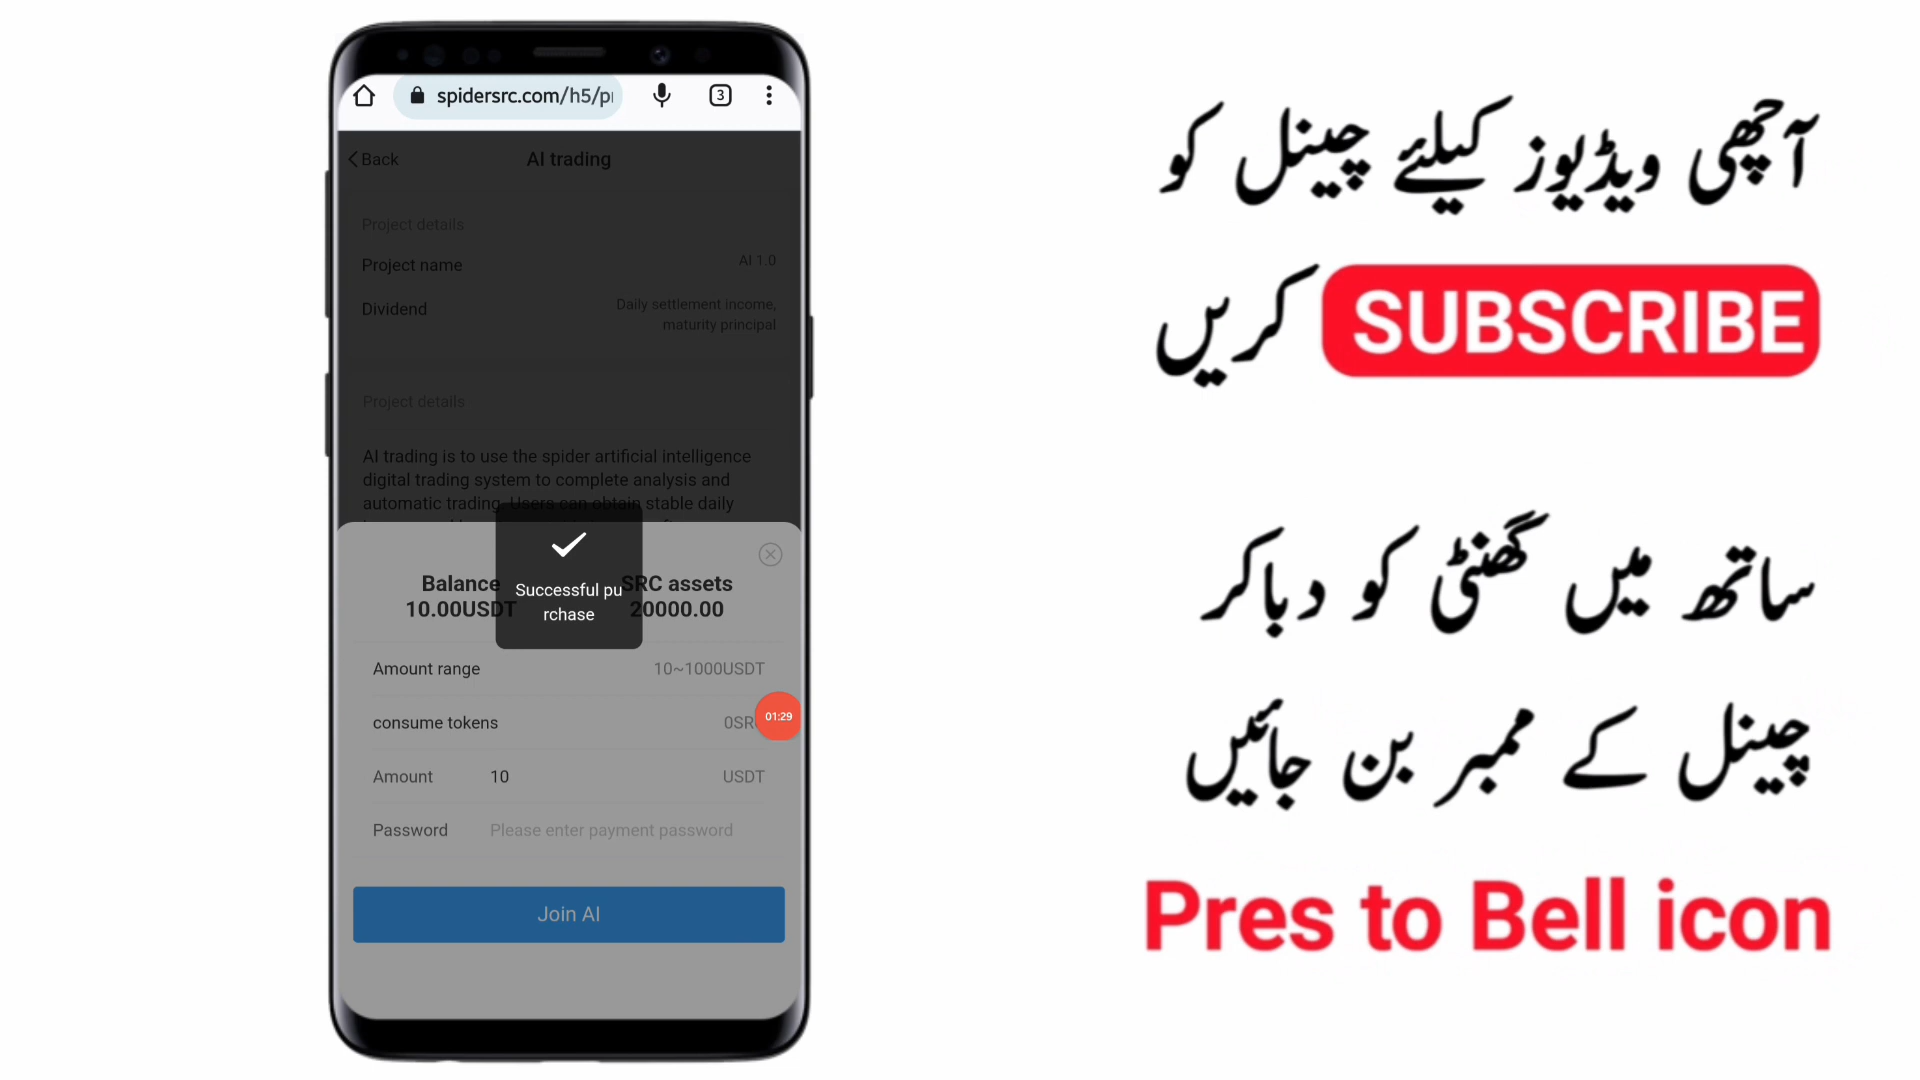 spidersrc.com/h5/p
3
Back
AI trading
Project details
Project name
AI 1.0
Dividend
Daily settlement income,
maturity principal
Project details
AI trading is to use the spider artificial intelligence
digital trading system to complete analysis and
automatic trading. Users can obtain stable daily
Successful pu
rchase
Balance
10.00USDT
SRC assets
20000.00
Amount range
10~1000USDT
consume tokens
0SR
01:29
Amount
10
USDT
Password
Please enter payment password
Join AI
آچھی ویڈیوز کیلئے چینل کو
SUBSCRIBE کریں
ساتھ میں گھنٹی کو دباکر
چینل کے ممبر بن جائیں
Pres to Bell icon